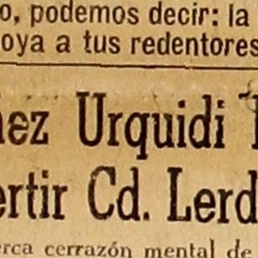 o, podemos decir: la
oya a tus redentores
ez Urquidi
ertir Cd. Lerd
erca cerrazón mental de